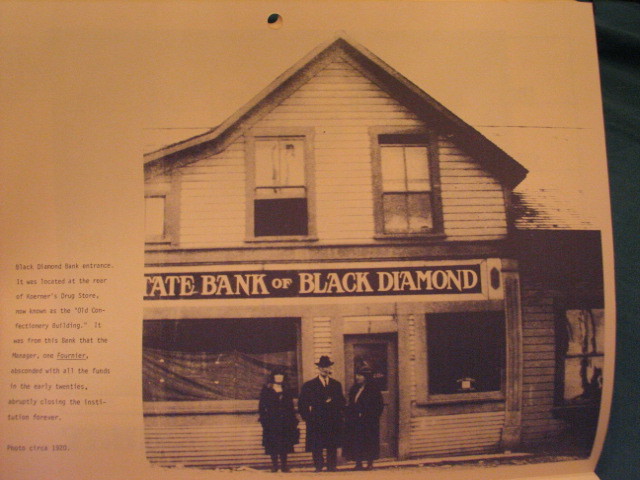 TATE BANK OF BLACK DIAMOND
Black Diamond Bank entrance.
It was located at the rear
of Koerner's Drug Store,
now known as the "Old Con-
fectionery Building." It
was from this Bank that the
Manager, one Fournier,
absconded with all the funds
in the early twenties,
abruptly closing the insti-
tution forever.
Photo circa 1920.